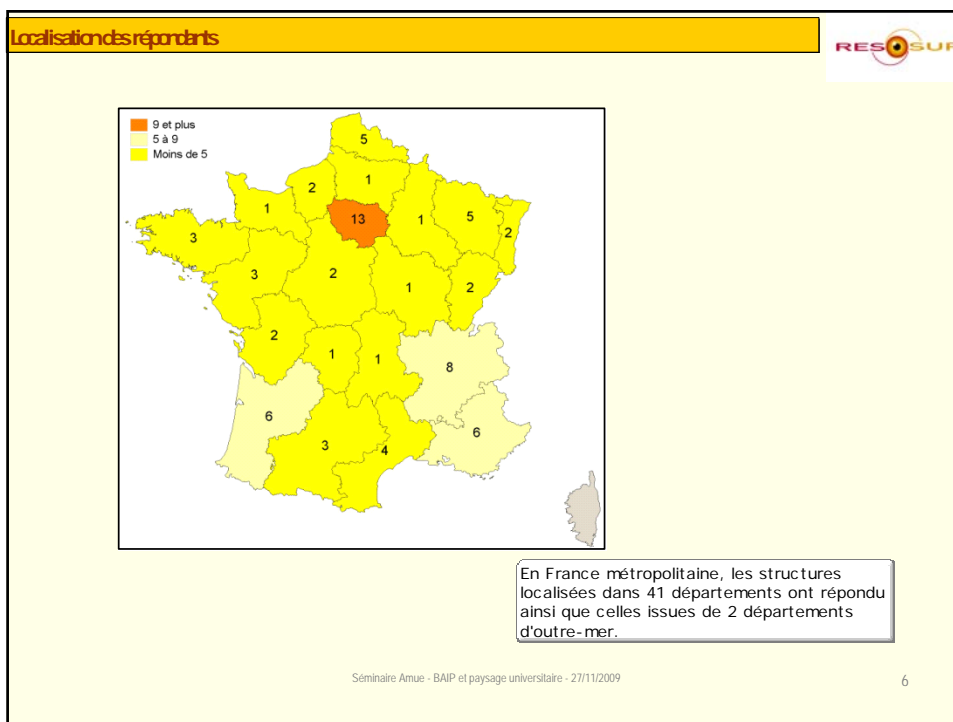 Localisation des répondants
RESOSUP
9 et plus
5 à 9
Moins de 5
5
1
2
13
1
1
5
2
3
3
2
1
2
2
1
1
8
6
3
4
6
En France métropolitaine, les structures
localisées dans 41 départements ont répondu
ainsi que celles issues de 2 départements
d'outre-mer.
Séminaire Amue - BAIP et paysage universitaire - 27/11/2009
6